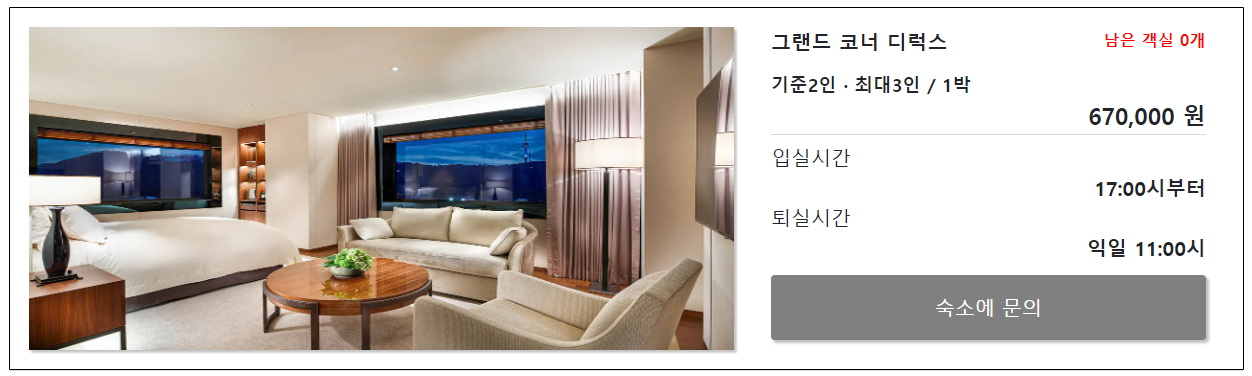 그랜드 코너 디럭스
남은 객실 0개
기준2인 · 최대3인 / 1박
670,000 원
입실시간
17:00시부터
퇴실시간
익일 11:00시
숙소에 문의